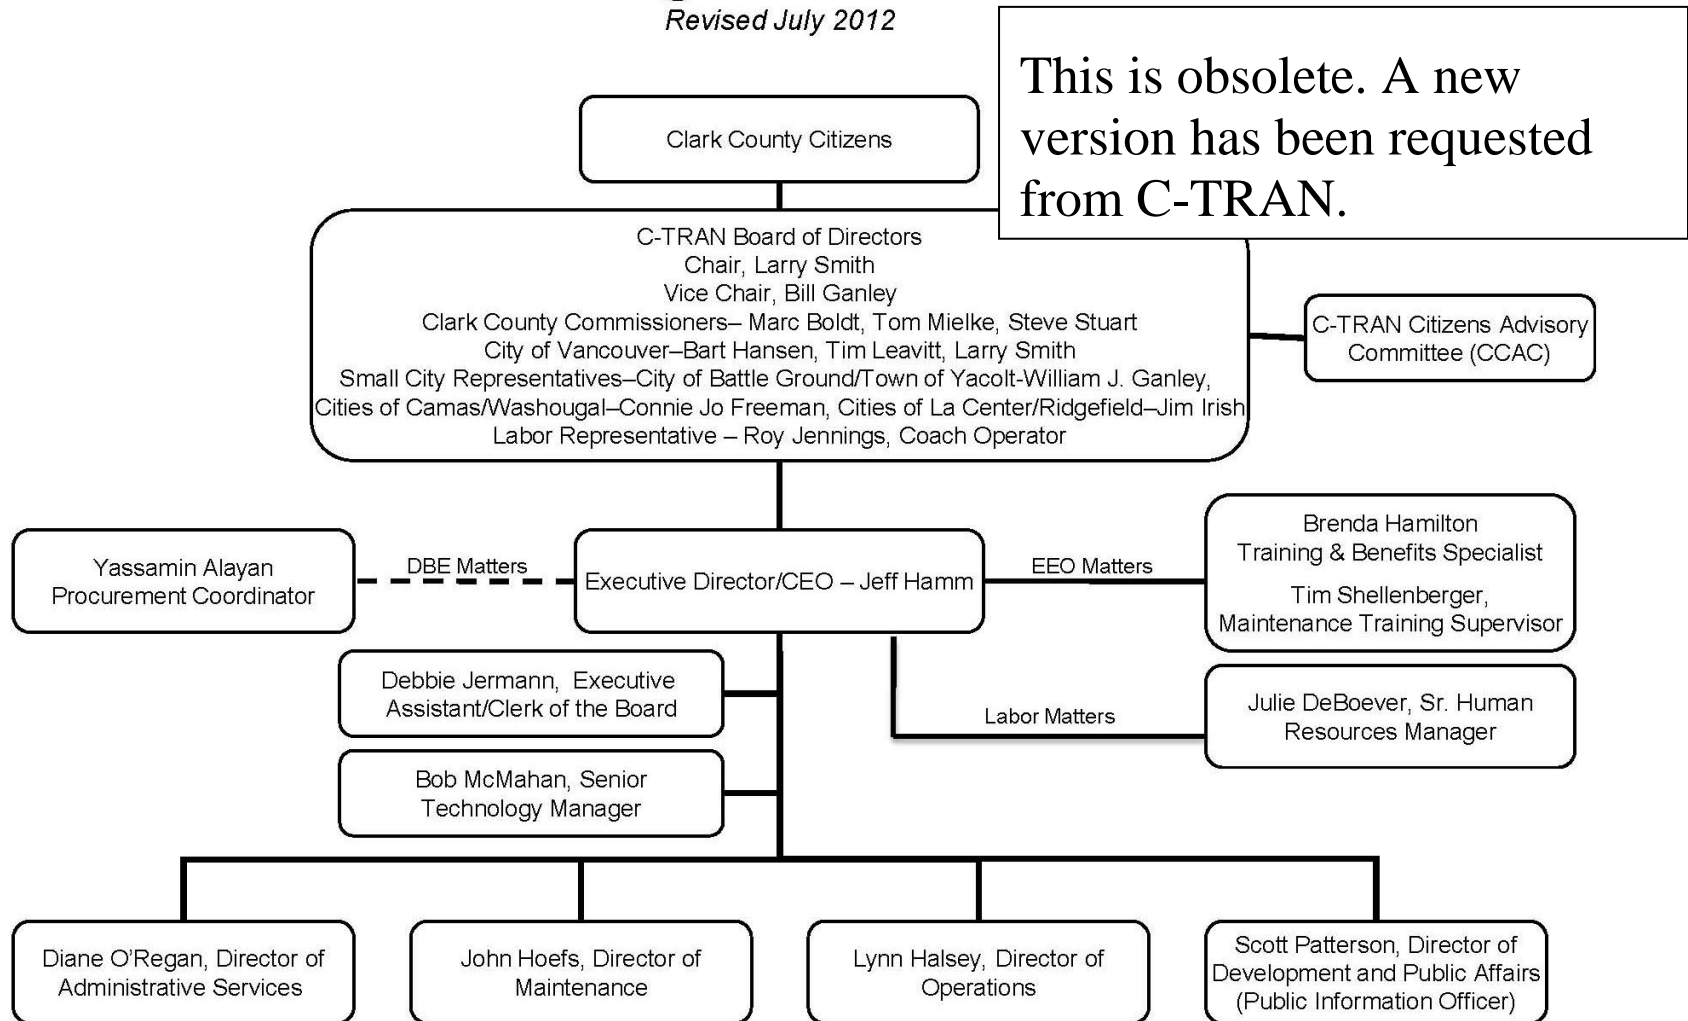 Revised July 2012
This is obsolete. A new
version has been requested
from C-TRAN.
Clark County Citizens
C-TRAN Board of Directors
Chair, Larry Smith
Vice Chair, Bill Ganley
Clark County Commissioners– Marc Boldt, Tom Mielke, Steve Stuart
City of Vancouver–Bart Hansen, Tim Leavitt, Larry Smith
Small City Representatives–City of Battle Ground/Town of Yacolt-William J. Ganley,
Cities of Camas/Washougal–Connie Jo Freeman, Cities of La Center/Ridgefield–Jim Irish
Labor Representative – Roy Jennings, Coach Operator
C-TRAN Citizens Advisory
Committee (CCAC)
Yassamin Alayan
Procurement Coordinator
DBE Matters
Executive Director/CEO – Jeff Hamm
EEO Matters
Brenda Hamilton
Training & Benefits Specialist
Tim Shellenberger,
Maintenance Training Supervisor
Debbie Jermann, Executive
Assistant/Clerk of the Board
Labor Matters
Julie DeBoever, Sr. Human
Resources Manager
Bob McMahan, Senior
Technology Manager
Diane O'Regan, Director of
Administrative Services
John Hoefs, Director of
Maintenance
Lynn Halsey, Director of
Operations
Scott Patterson, Director of
Development and Public Affairs
(Public Information Officer)